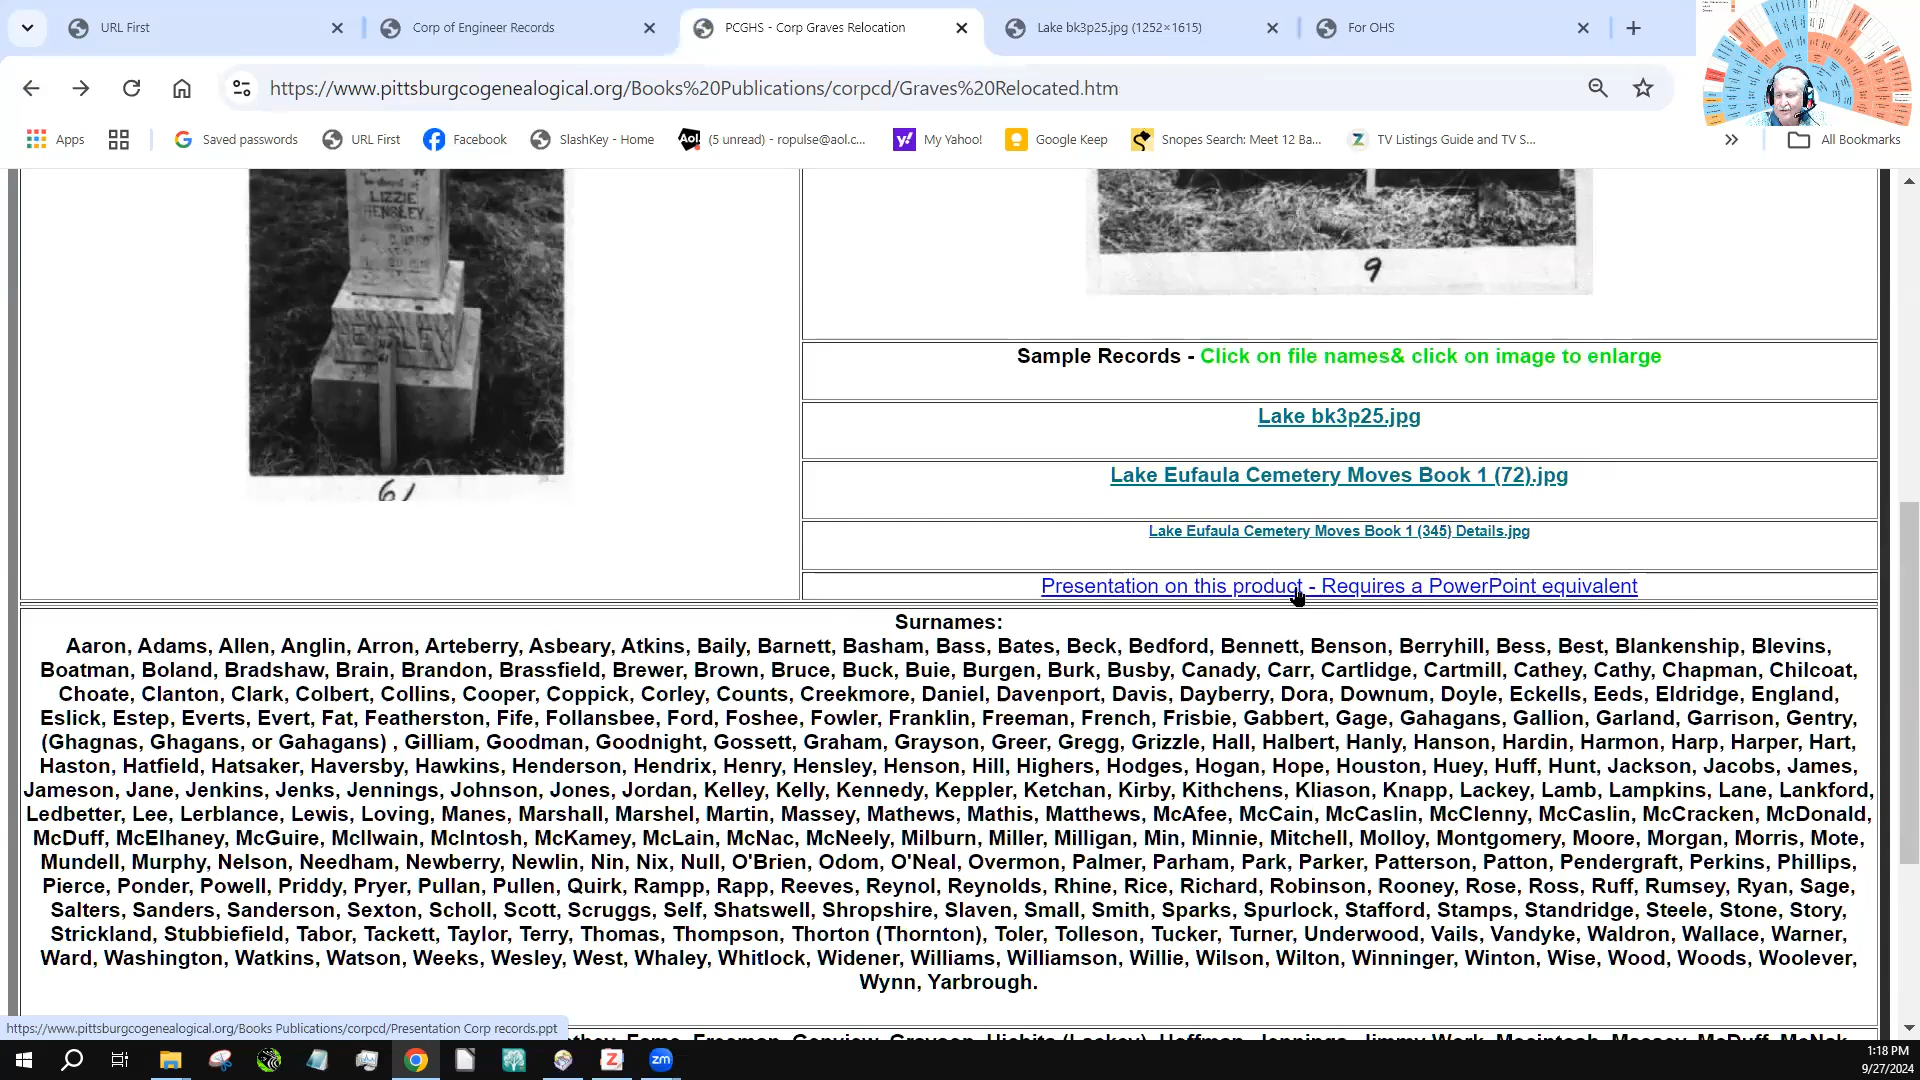 URL First
Corp of Engineer Records
PCGHS - Corp Graves Relocation
Lake bk3p25.jpg (1252×1615)
For OHS
https://www.pittsburgcogenealogical.org/Books%20Publications/corpcd/Graves%20Relocated.htm
Apps
Saved passwords
URL First
Facebook
SlashKey - Home
Aol.
(5 unread) - ropulse@aol.c...
My Yahoo!
Google Keep
Snopes Search: Meet 12 Ba...
TV Listings Guide and TV S...
All Bookmarks
LIZZIE
HENSLEY
HENSLEY
61
9
Sample Records - Click on file names& click on image to enlarge
Lake bk3p25.jpg
Lake Eufaula Cemetery Moves Book 1 (72).jpg
Lake Eufaula Cemetery Moves Book 1 (345) Details.jpg
Presentation on this product - Requires a PowerPoint equivalent
Surnames:
Aaron, Adams, Allen, Anglin, Arron, Arteberry, Asbeary, Atkins, Baily, Barnett, Basham, Bass, Bates, Beck, Bedford, Bennett, Benson, Berryhill, Bess, Best, Blankenship, Blevins,
Boatman, Boland, Bradshaw, Brain, Brandon, Brassfield, Brewer, Brown, Bruce, Buck, Buie, Burgen, Burk, Busby, Canady, Carr, Cartlidge, Cartmill, Cathey, Cathy, Chapman, Chilcoat,
Choate, Clanton, Clark, Colbert, Collins, Cooper, Coppick, Corley, Counts, Creekmore, Daniel, Davenport, Davis, Dayberry, Dora, Downum, Doyle, Eckells, Eeds, Eldridge, England,
Eslick, Estep, Everts, Evert, Fat, Featherston, Fife, Follansbee, Ford, Foshee, Fowler, Franklin, Freeman, French, Frisbie, Gabbert, Gage, Gahagans, Gallion, Garland, Garrison, Gentry,
(Ghagnas, Ghagans, or Gahagans) , Gilliam, Goodman, Goodnight, Gossett, Graham, Grayson, Greer, Gregg, Grizzle, Hall, Halbert, Hanly, Hanson, Hardin, Harmon, Harp, Harper, Hart,
Haston, Hatfield, Hatsaker, Haversby, Hawkins, Henderson, Hendrix, Henry, Hensley, Henson, Hill, Highers, Hodges, Hogan, Hope, Houston, Huey, Huff, Hunt, Jackson, Jacobs, James,
Jameson, Jane, Jenkins, Jenks, Jennings, Johnson, Jones, Jordan, Kelley, Kelly, Kennedy, Keppler, Ketchan, Kirby, Kithchens, Kliason, Knapp, Lackey, Lamb, Lampkins, Lane, Lankford,
Ledbetter, Lee, Lerblance, Lewis, Loving, Manes, Marshall, Marshel, Martin, Massey, Mathews, Mathis, Matthews, McAfee, McCain, McCaslin, McClenny, McCaslin, McCracken, McDonald,
McDuff, McElhaney, McGuire, McIlwain, McIntosh, McKamey, McLain, McNac, McNeely, Milburn, Miller, Milligan, Min, Minnie, Mitchell, Molloy, Montgomery, Moore, Morgan, Morris, Mote,
Mundell, Murphy, Nelson, Needham, Newberry, Newlin, Nin, Nix, Null, O'Brien, Odom, O'Neal, Overmon, Palmer, Parham, Park, Parker, Patterson, Patton, Pendergraft, Perkins, Phillips,
Pierce, Ponder, Powell, Priddy, Pryer, Pullan, Pullen, Quirk, Rampp, Rapp, Reeves, Reynol, Reynolds, Rhine, Rice, Richard, Robinson, Rooney, Rose, Ross, Ruff, Rumsey, Ryan, Sage,
Salters, Sanders, Sanderson, Sexton, Scholl, Scott, Scruggs, Self, Shatswell, Shropshire, Slaven, Small, Smith, Sparks, Spurlock, Stafford, Stamps, Standridge, Steele, Stone, Story,
Strickland, Stubbiefield, Tabor, Tackett, Taylor, Terry, Thomas, Thompson, Thorton (Thornton), Toler, Tolleson, Tucker, Turner, Underwood, Vails, Vandyke, Waldron, Wallace, Warner,
Ward, Washington, Watkins, Watson, Weeks, Wesley, West, Whaley, Whitlock, Widener, Williams, Williamson, Willie, Wilson, Wilton, Winninger, Winton, Wise, Wood, Woods, Woolever,
Wynn, Yarbrough.
https://www.pittsburgcogenealogical.org/Books Publications/corpcd/Presentation Corp records.ppt
zm
1:18 PM
9/27/2024